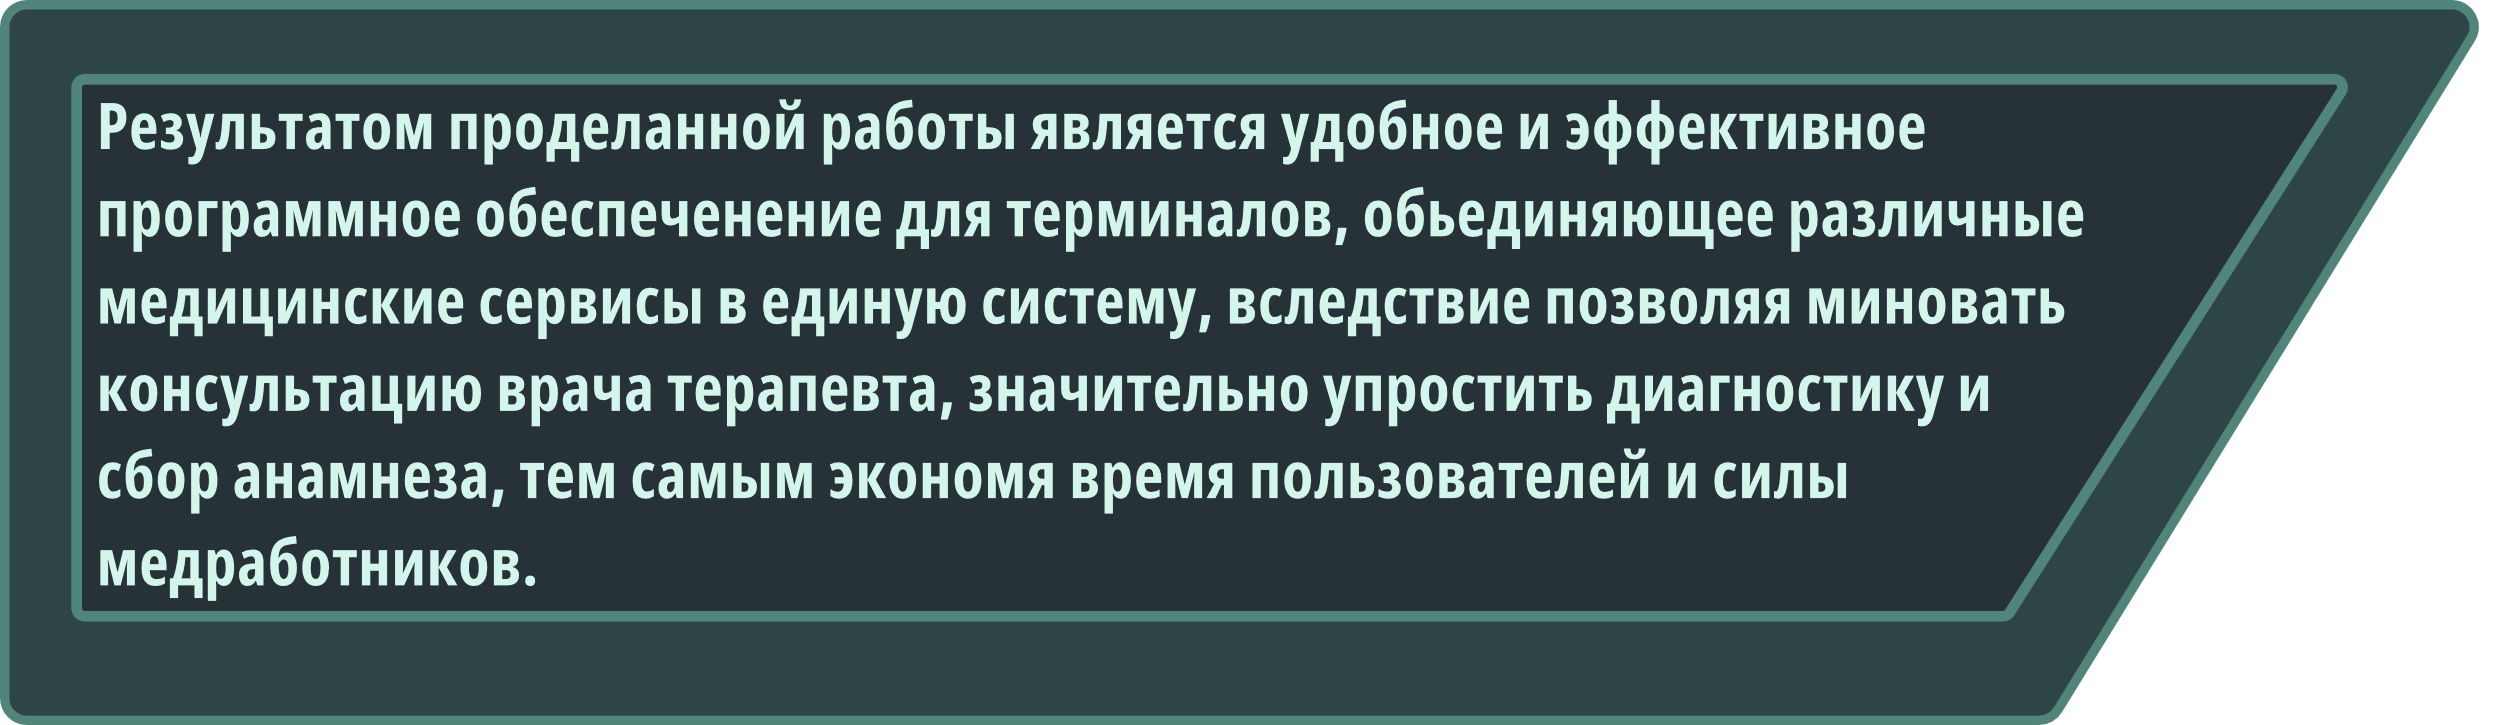 Результатом проделанной работы является удобное и эффективное
программное обеспеченение для терминалов, обьединяющее различные
медицинские сервисы в единую систему, вследствие позвоняя миновать
консультацию врача терапевта, значительно упростить диагностику и
сбор анамнеза, тем самым экономя время пользователей и силы
медработников.